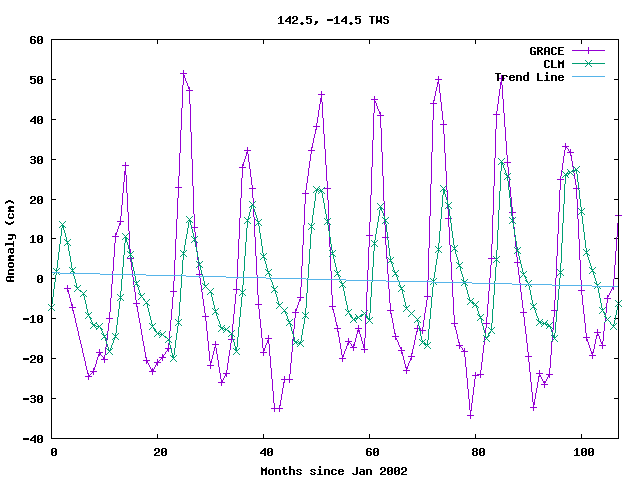 142.5, -14.5 TWS
60
50
40
30
20
10
0
-10
-20
-30
-40
Anomaly (cm)
GRACE
CLM
Trend Line
0 20 40 60 80 100
Months since Jan 2002